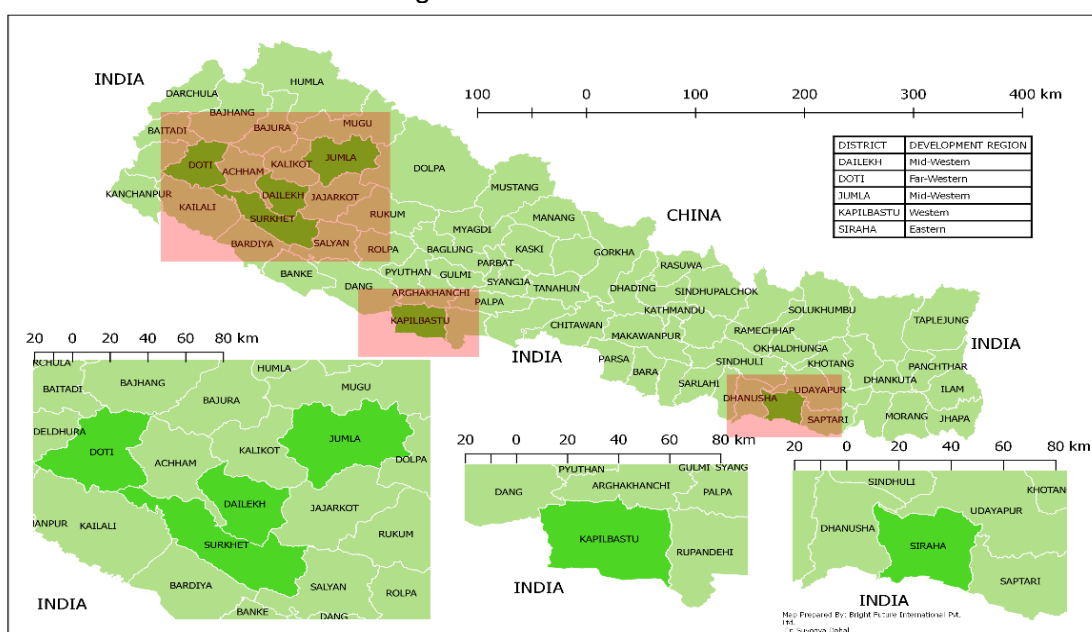 INDIA
HUMLA
DARCHULA
BAJHANG
MUGU
BAITADI
BAJURA
DOTI
KALIKOT
JUMLA
ACHHAM
DOLPA
DAILEKH
KANCHANPUR
JAJARKOT
KAILALI
RUKUM
SURKHET
BARDIYA
SALYAN
ROLPA
100 0 100 200 300 400 km
DISTRICT DEVELOPMENT REGION
DAILEKH Mid-Western
DOTI Far-Western
JUMLA Mid-Western
KAPILBASTU Western
SIRAHA Eastern
MUSTANG
CHINA
MANANG
MYAGDI
BAGLUNG
KASKI
GORKHA
PARBAT
RASUWA
BANKE
PYUTHAN
GULMI
SYANGJA
DANG
TANAHUN
DHADING
SINDHUPALCHOK
ARGHAKHANCHI
PALPA
KATHMANDU
SOLUKHUMBU
TAPLEJUNG
KAPILBASTU
CHITAWAN
MAKAWANPUR
RAMECHHAP
INDIA
OKHALDHUNGA
INDIA
PARSA
SINDHULI
KHOTANG
PANCHTHAR
BARA
SARLAHI
DHANKUTA
UDAYAPUR
ILAM
DHANUSHA
SAPTARI
MORANG
JHAPA
20 0 20 40 60 80 km
RCHULA
HUMLA
BAJHANG
BAITADI
MUGU
BAJURA
DELDHURA
DOTI
JUMLA
KALIKOT
ACHHAM
DOLPA
DAILEKH
JAJARKOT
KAILALI
RUKUM
SURKHET
BARDIYA
SALYAN
ROLPA
INDIA
BANKE
DANG
20 0 20 40 60 80 km
PYUTHAN
GULMI SYANG
DANG
ARGHAKHANCHI
PALPA
KAPILBASTU
RUPANDEHI
INDIA
20 0 20 40 60 80 km
SINDHULI
KHOTAN
UDAYAPUR
DHANUSHA
SIRAHA
SAPTARI
INDIA
Map Prepared By: Bright Future International Pvt.
ltd.